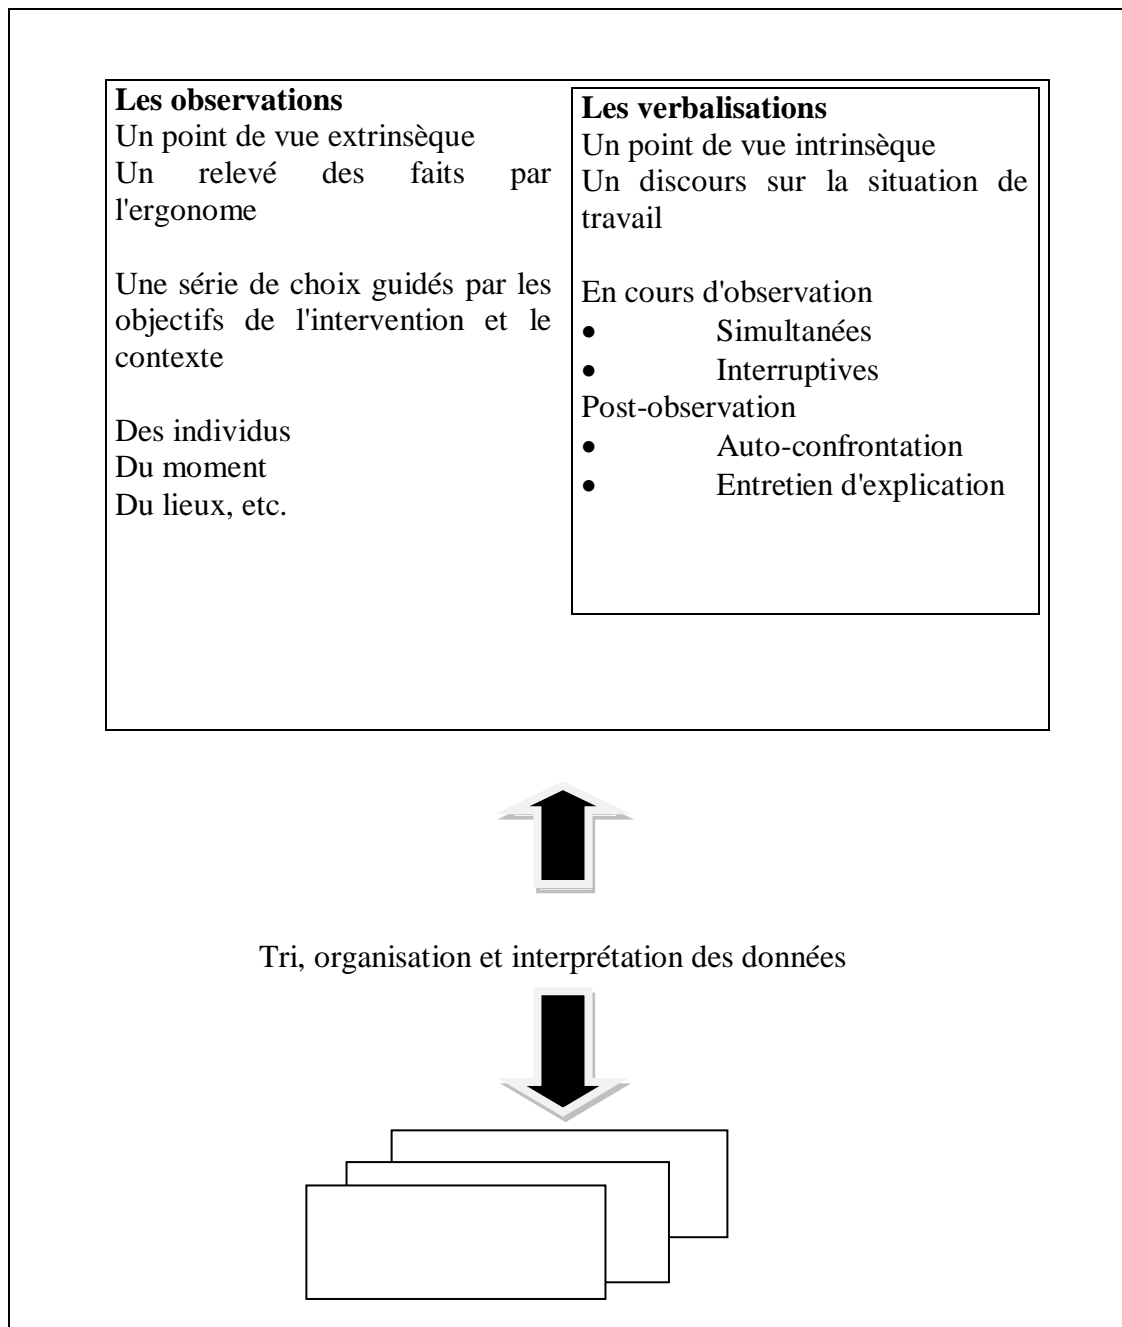 Les observations
Un point de vue extrinsèque
Un relevé des faits par
l'ergonome
Une série de choix guidés par les
objectifs de l'intervention et le
contexte
Des individus
Du moment
Du lieux, etc.
Les verbalisations
Un point de vue intrinsèque
Un discours sur la situation de
travail
En cours d'observation
• Simultanées
• Interruptives
Post-observation
• Auto-confrontation
• Entretien d'explication
Tri, organisation et interprétation des données